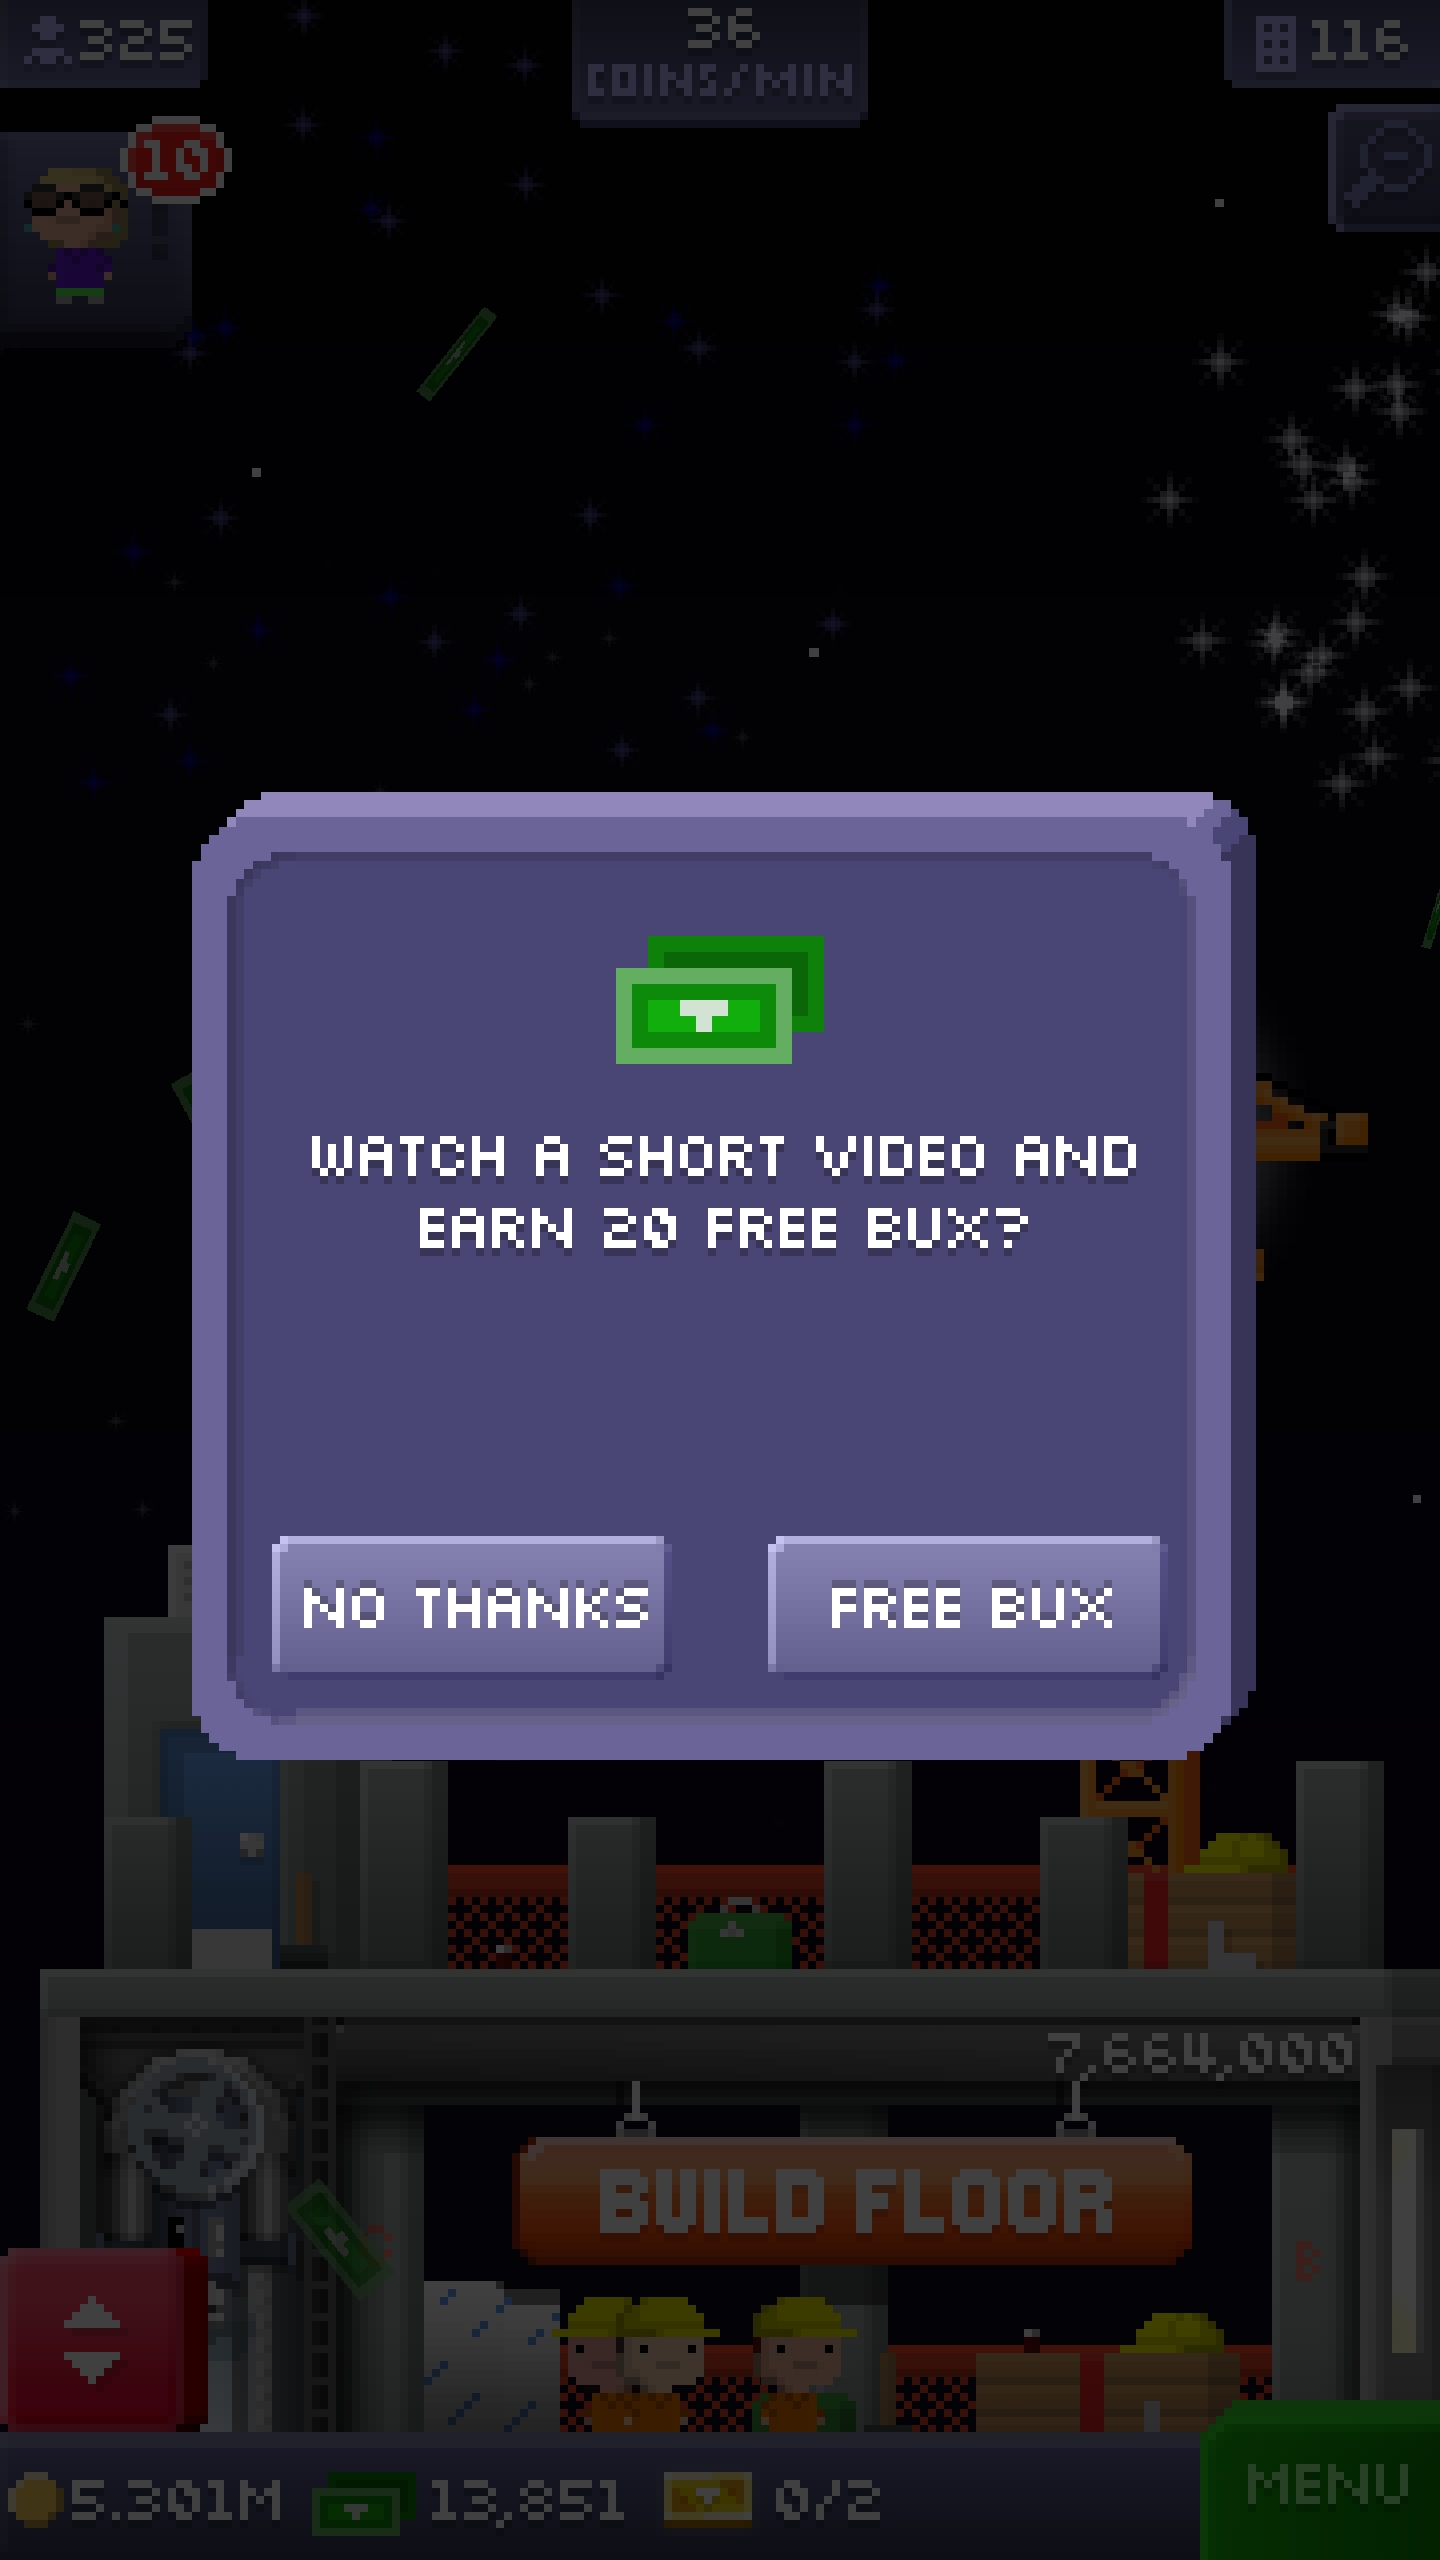 325
36
COINS/MIN
116
10
WATCH A SHORT VIDEO AND
EARN 20 FREE BUX?
NO THANKS
FREE BUX
7,664,000
BUILD FLOOR
B
5.301M
13,851
0/2
MENU